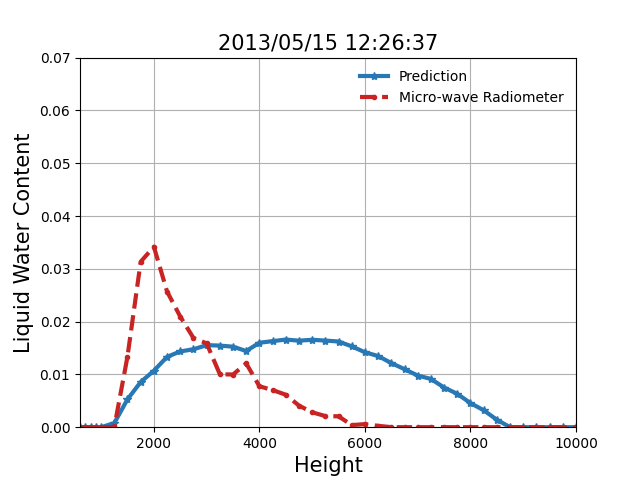 2013/05/15 12:26:37
Prediction
Micro-wave Radiometer
Liquid Water Content
0.07
0.06
0.05
0.04
0.03
0.02
0.01
0.00
2000 4000 6000 8000 10000
Height